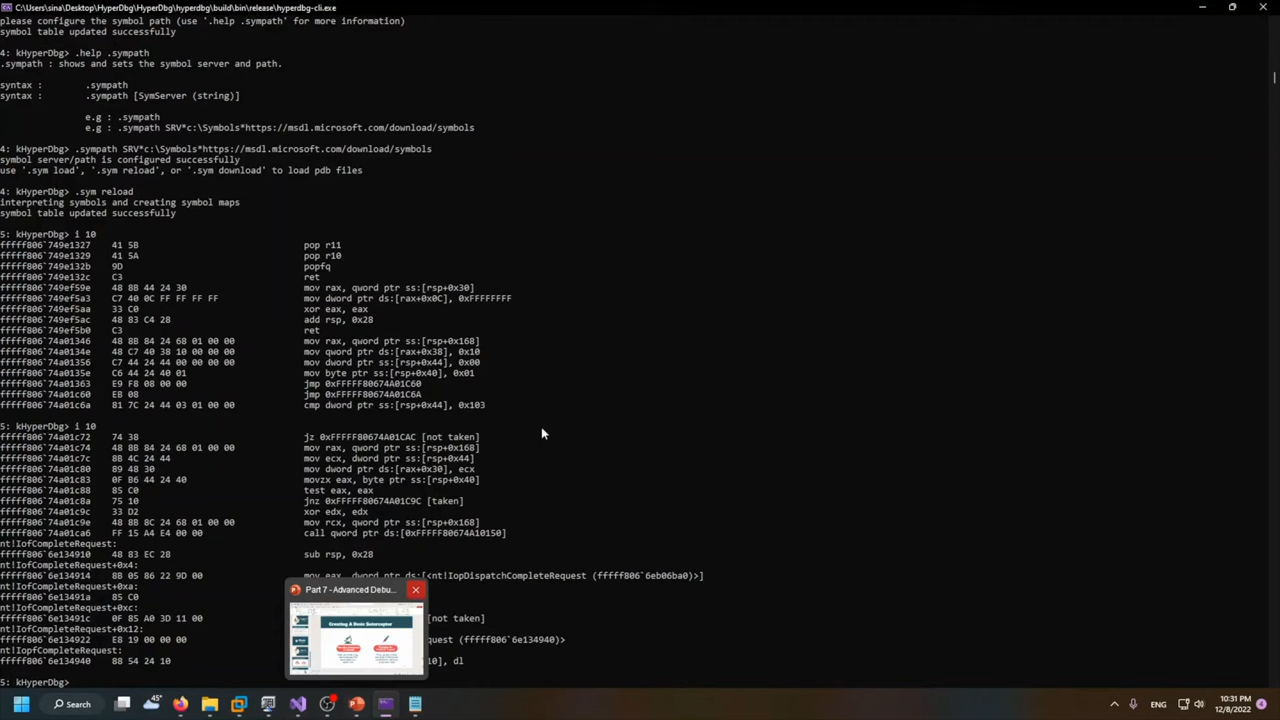 C:\Users\sina\Desktop\HyperDbg\HyperDbg\hyperdbg\build\bin\release\hyperdbg-cli.exe
please configure the symbol path (use '.help .sympath' for more information)
symbol table updated successfully
4: kHyperDbg> .help .sympath
.sympath : shows and sets the symbol server and path.
syntax : .sympath
syntax : .sympath [SymServer (string)]
e.g : .sympath
e.g : .sympath SRV*c:\Symbols*https://msdl.microsoft.com/download/symbols
4: kHyperDbg> .sympath SRV*c:\Symbols*https://msdl.microsoft.com/download/symbols
symbol server/path is configured successfully
use '.sym load', '.sym reload', or '.sym download' to load pdb files
4: kHyperDbg> .sym reload
interpreting symbols and creating symbol maps
symbol table updated successfully
5: kHyperDbg> i 10
fffff806`749e1327 41 5B pop r11
fffff806`749e1329 41 5A pop r10
fffff806`749e132b 9D popfq
fffff806`749e132c C3 ret
fffff806`749ef59e 48 8B 44 24 30 mov rax, qword ptr ss:[rsp+0x30]
fffff806`749ef5a3 C7 40 0C FF FF FF FF mov dword ptr ds:[rax+0x0C], 0xFFFFFFFF
fffff806`749ef5aa 33 C0 xor eax, eax
fffff806`749ef5ac 48 83 C4 28 add rsp, 0x28
fffff806`749ef5b0 C3 ret
fffff806`74a01346 48 8B 84 24 68 01 00 00 mov rax, qword ptr ss:[rsp+0x168]
fffff806`74a0134e 48 C7 40 38 10 00 00 00 mov qword ptr ds:[rax+0x38], 0x10
fffff806`74a01356 C7 44 24 44 00 00 00 00 mov dword ptr ss:[rsp+0x44], 0x00
fffff806`74a0135e C6 44 24 40 01 mov byte ptr ss:[rsp+0x40], 0x01
fffff806`74a01363 E9 F8 08 00 00 jmp 0xFFFFF80674A01C60
fffff806`74a01c60 EB 08 jmp 0xFFFFF80674A01C6A
fffff806`74a01c6a 81 7C 24 44 03 01 00 00 cmp dword ptr ss:[rsp+0x44], 0x103
5: kHyperDbg> i 10
fffff806`74a01c72 74 38 jz 0xFFFFF80674A01CAC [not taken]
fffff806`74a01c74 48 8B 84 24 68 01 00 00 mov rax, qword ptr ss:[rsp+0x168]
fffff806`74a01c7c 8B 4C 24 44 mov ecx, dword ptr ss:[rsp+0x44]
fffff806`74a01c80 89 48 30 mov dword ptr ds:[rax+0x30], ecx
fffff806`74a01c83 0F B6 44 24 40 movzx eax, byte ptr ss:[rsp+0x40]
fffff806`74a01c88 85 C0 test eax, eax
fffff806`74a01c8a 75 10 jnz 0xFFFFF80674A01C9C [taken]
fffff806`74a01c9c 33 D2 xor edx, edx
fffff806`74a01c9e 48 8B 8C 24 68 01 00 00 mov rcx, qword ptr ss:[rsp+0x168]
fffff806`74a01ca6 FF 15 A4 E4 00 00 call qword ptr ds:[0xFFFFF80674A10150]
nt!IofCompleteRequest:
fffff806`6e134910 48 83 EC 28 sub rsp, 0x28
nt!IofCompleteRequest+0x4:
fffff806`6e134914 8B 05 86 22 9D 00 mov eax, dword ptr ds:[<nt!IopDispatchCompleteRequest (fffff806`6eb06ba0)>]
nt!IofCompleteRequest+0xa:
fffff806`6e13491a 85 C0
nt!IofCompleteRequest+0xc:
fffff806`6e13491c 0F 85 A0 3D 11 00 [not taken]
nt!IofCompleteRequest+0x12:
fffff806`6e134922 E8 19 00 00 00 quest (fffff806`6e134940)>
nt!IopfComplet
24 10 10], dl
5: kHyperDbg>
Part 7 - Advanced Debu...
Creating A Basic Interceptor
45°
Search
ENG
10:31 PM
12/8/2022
4